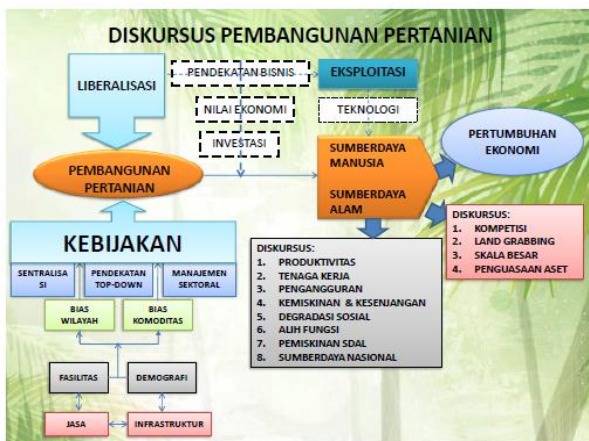 DISKURSUS PEMBANGUNAN PERTANIAN
LIBERALISASI
PENDEKATAN BISNIS
EKSPLOITASI
NILAI EKONOMI
TEKNOLOGI
INVESTASI
PEMBANGUNAN
PERTANIAN
SUMBERDAYA
MANUSIA
SUMBERDAYA
ALAM
PERTUMBUHAN
EKONOMI
KEBIJAKAN
SENTRALISA
SI
PENDEKATAN
TOP-DOWN
MANAJEMEN
SEKTORAL
BIAS
WILAYAH
BIAS
KOMODITAS
FASILITAS
DEMOGRAFI
JASA
INFRASTRUKTUR
DISKURSUS:
1. PRODUKTIVITAS
2. TENAGA KERJA
3. PENGANGGURAN
4. KEMISKINAN & KESENJANGAN
5. DEGRADASI SOSIAL
6. ALIH FUNGSI
7. PEMISKINAN SDAL
8. SUMBERDAYA NASIONAL
DISKURSUS:
1. KOMPETISI
2. LAND GRABBING
3. SKALA BESAR
4. PENGUASAAN ASET